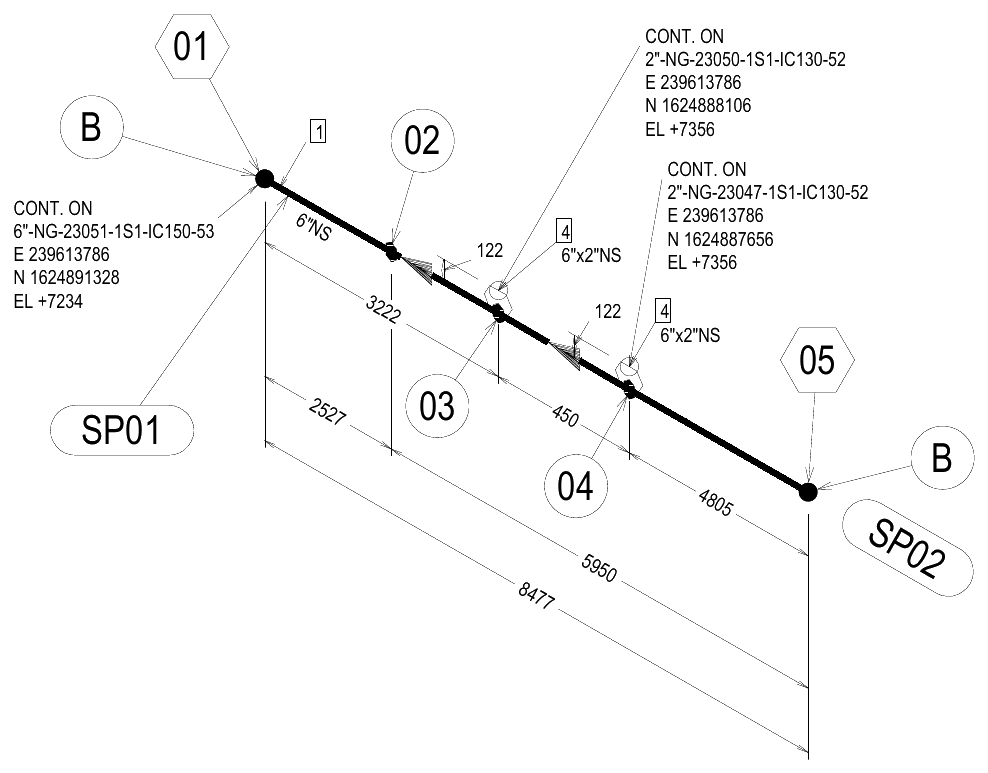 01
CONT. ON
2"-NG-23050-1S1-IC130-52
E 239613786
N 1624888106
EL +7356
B
1
02
CONT. ON
2"-NG-23047-1S1-IC130-52
E 239613786
N 1624887656
EL +7356
CONT. ON
6"-NG-23051-1S1-IC150-53
E 239613786
N 1624891328
EL +7234
6"NS
122
4
6"x2"NS
3222
122
4
6"x2"NS
05
03
2527
450
SP01
04
B
4805
SP02
5950
8477